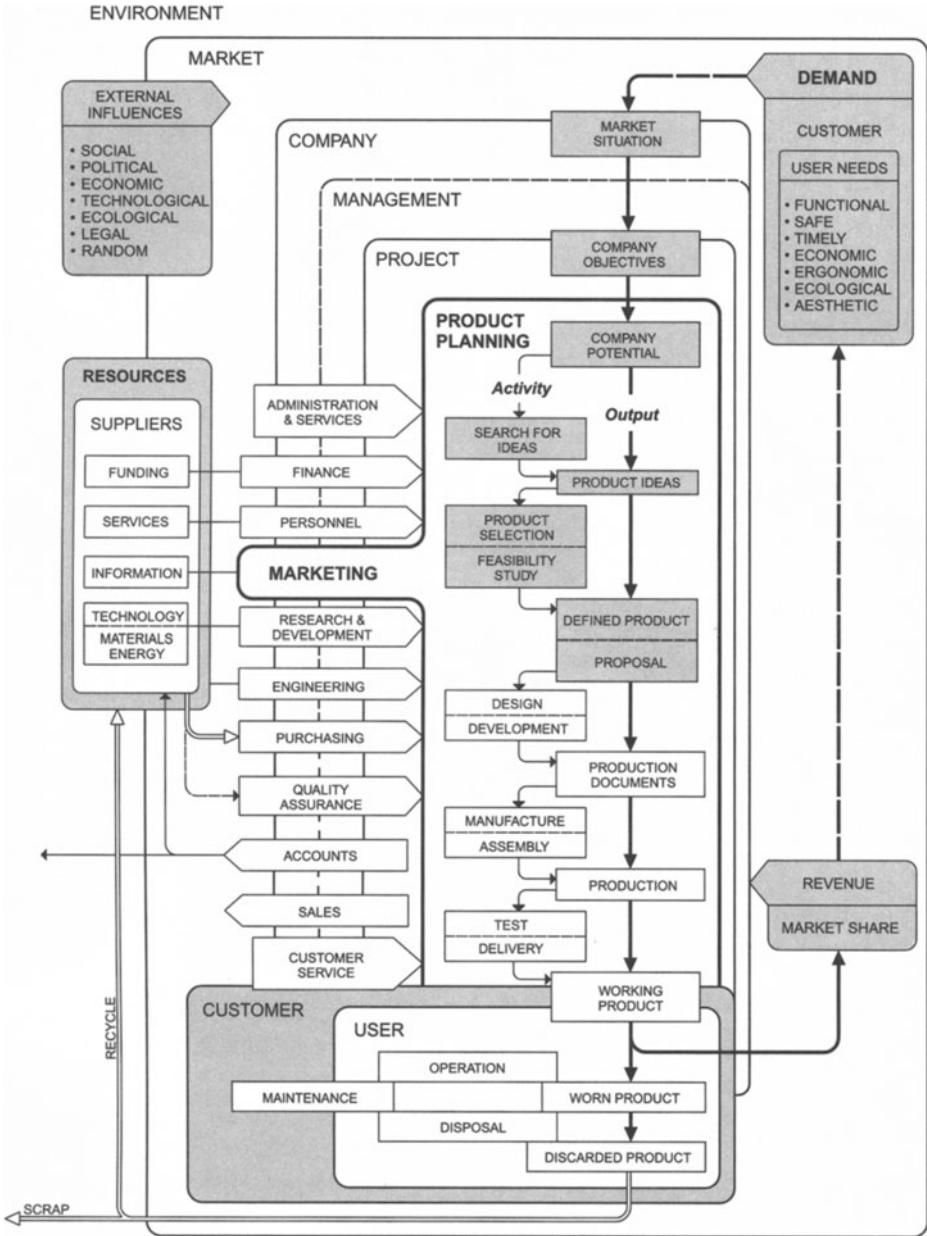 ENVIRONMENT
MARKET
EXTERNAL
INFLUENCES
• SOCIAL
• POLITICAL
• ECONOMIC
• TECHNOLOGICAL
• ECOLOGICAL
• LEGAL
• RANDOM
COMPANY
MANAGEMENT
PROJECT
MARKET
SITUATION
COMPANY
OBJECTIVES
DEMAND
CUSTOMER
USER NEEDS
• FUNCTIONAL
• SAFE
• TIMELY
• ECONOMIC
• ERGONOMIC
• ECOLOGICAL
• AESTHETIC
RESOURCES
SUPPLIERS
FUNDING
SERVICES
INFORMATION
TECHNOLOGY
MATERIALS
ENERGY
ADMINISTRATION
& SERVICES
FINANCE
PERSONNEL
MARKETING
RESEARCH &
DEVELOPMENT
ENGINEERING
PURCHASING
QUALITY
ASSURANCE
ACCOUNTS
SALES
CUSTOMER
SERVICE
PRODUCT
PLANNING
COMPANY
POTENTIAL
Activity
Output
SEARCH FOR
IDEAS
PRODUCT IDEAS
PRODUCT
SELECTION
FEASIBILITY
STUDY
DEFINED PRODUCT
PROPOSAL
DESIGN
DEVELOPMENT
PRODUCTION
DOCUMENTS
MANUFACTURE
ASSEMBLY
PRODUCTION
TEST
DELIVERY
WORKING
PRODUCT
REVENUE
MARKET SHARE
CUSTOMER
USER
OPERATION
MAINTENANCE
WORN PRODUCT
DISPOSAL
DISCARDED PRODUCT
RECYCLE
SCRAP